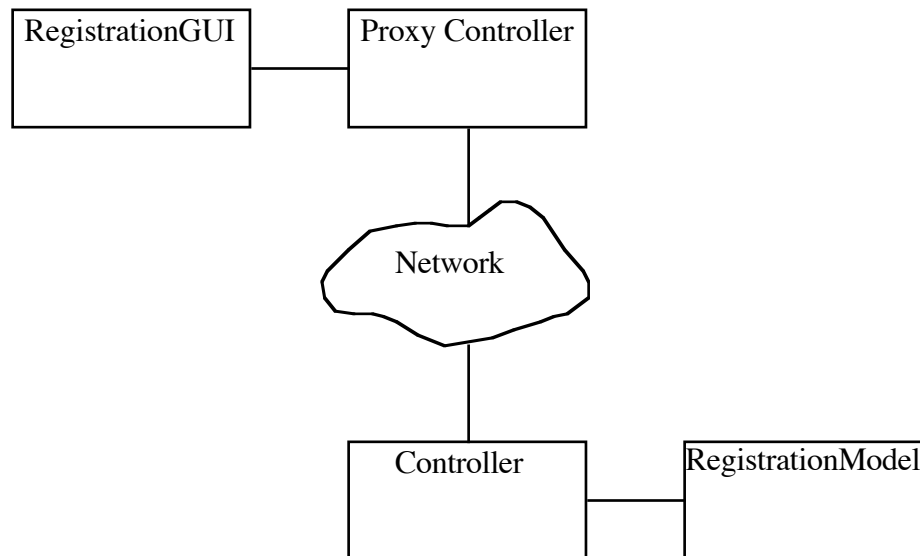 RegistrationGUI
Proxy Controller
Network
Controller
RegistrationModel